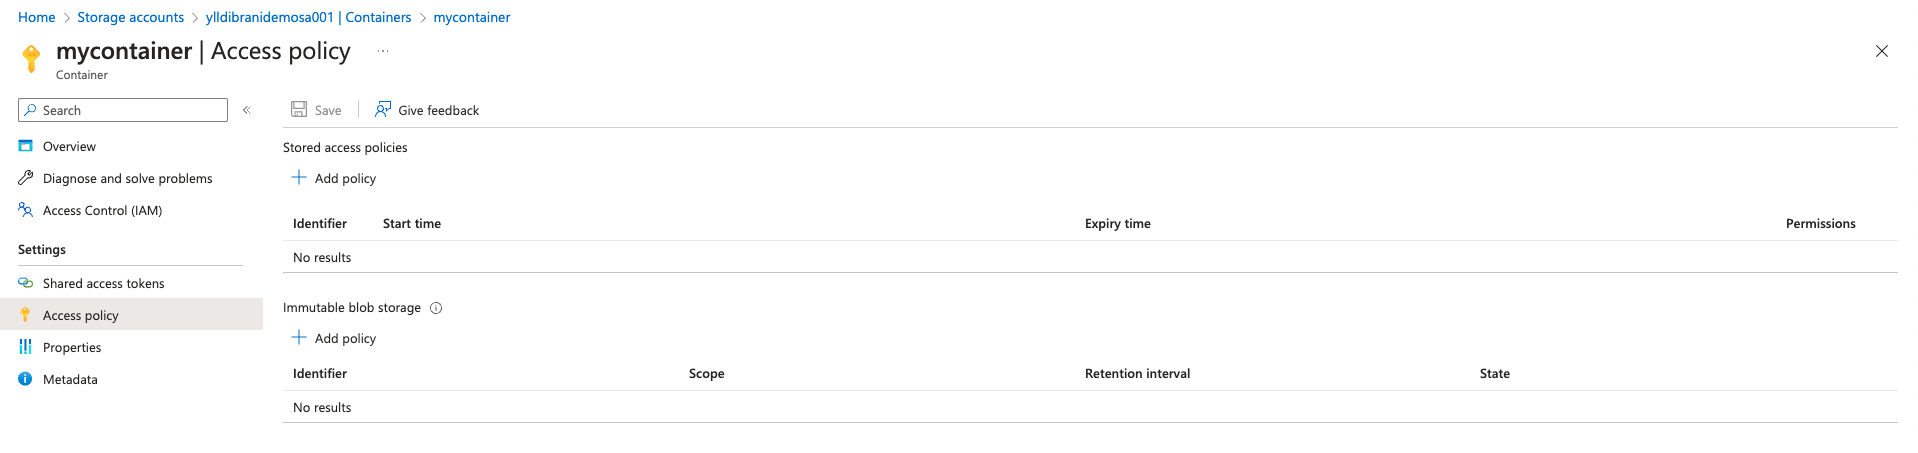 Home > Storage accounts > ylldibranidemosa001 | Containers > mycontainer
mycontainer | Access policy ...
Container
Search «
Save Give feedback
Overview
Diagnose and solve problems
Access Control (IAM)
Settings
Shared access tokens
Access policy
Properties
Metadata
Stored access policies
+ Add policy
Identifier Start time Expiry time Permissions
No results
Immutable blob storage
+ Add policy
Identifier Scope Retention interval State
No results